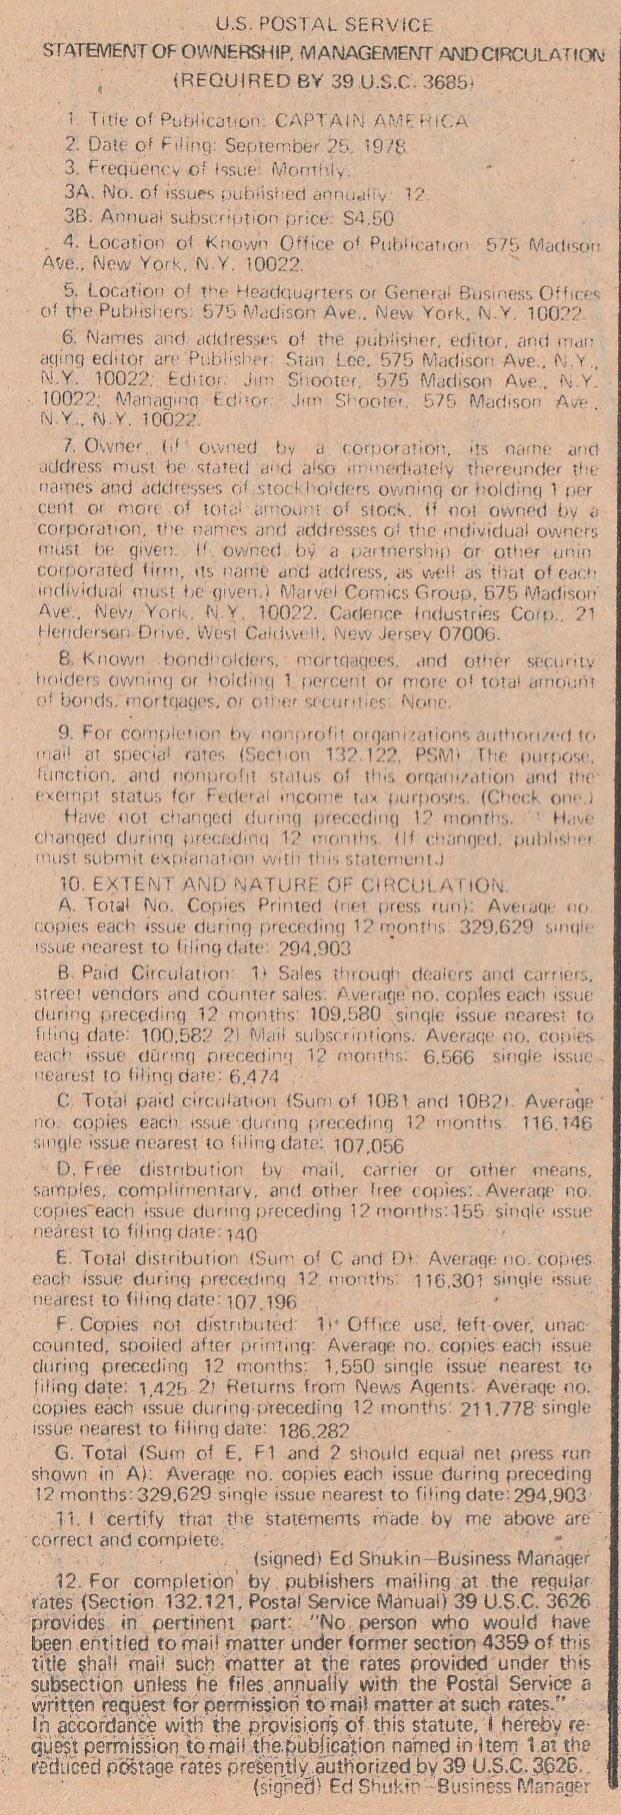 U.S. POSTAL SERVICE
STATEMENT OF OWNERSHIP, MANAGEMENT AND CIRCULATION
(REQUIRED BY 39 U.S.C. 3685)
1. Title of Publication: CAPTAIN AMERICA
2. Date of Filing: September 25, 1978
3. Frequency of Issue: Monthly.
3A. No. of issues published annually: 12
3B. Annual subscription price: $4.50
4. Location of Known Office of Publication 575 Madison
Ave., New York, N.Y. 10022.
5. Location of the Headquarters or General Business Offices
of the Publishers: 575 Madison Ave., New York, N.Y. 10022.
6. Names and addresses of the publisher, editor, and man
aging editor are Publisher: Stan Lee, 575 Madison Ave., N.Y.,
N.Y. 10022; Editor: Jim Shooter, 575 Madison Ave., N.Y.
10022; Managing Editor: Jim Shooter, 575 Madison Ave.,
N.Y., N.Y. 10022.
7. Owner (if owned by a corporation, its name and
address must be stated and also immediately thereunder the
names and addresses of stockholders owning or holding 1 per
cent or more of total amount of stock. If not owned by a
corporation, the names and addresses of the individual owners
must be given. If owned by a partnership or other unin
corporated firm, its name and address, as well as that of each
individual must be given.) Marvel Comics Group, 575 Madison
Ave., New York, N.Y. 10022. Cadence Industries Corp., 21
Henderson Drive, West Caldwell, New Jersey 07006.
8. Known bondholders, mortgagees, and other security
holders owning or holding 1 percent or more of total amount
of bonds, mortgages, or other securities: None.
9. For completion by nonprofit organizations authorized to
mail at special rates (Section 132.122, PSM) The purpose,
function, and nonprofit status of this organization and the
exempt status for Federal income tax purposes. (Check one.)
Have not changed during preceding 12 months. Have
changed during preceding 12 months. (If changed, publisher
must submit explanation with this statement.)
10. EXTENT AND NATURE OF CIRCULATION.
A. Total No. Copies Printed (net press run): Average no.
copies each issue during preceding 12 months: 329,629 single
issue nearest to filing date: 294,903
B. Paid Circulation: 1) Sales through dealers and carriers,
street vendors and counter sales: Average no. copies each issue
during preceding 12 months: 109,580 single issue nearest to
filing date: 100,582 2) Mail subscriptions. Average no. copies
each issue during preceding 12 months: 6,566 single issue
nearest to filing date: 6,474
C. Total paid circulation (Sum of 10B1 and 10B2). Average
no. copies each issue during preceding 12 months: 116,146
single issue nearest to filing date: 107,056
D. Free distribution by mail, carrier or other means,
samples, complimentary, and other free copies: Average no.
copies each issue during preceding 12 months: 155 single issue
nearest to filing date: 140
E. Total distribution (Sum of C and D): Average no. copies
each issue during preceding 12 months: 116,301 single issue
nearest to filing date: 107,196
F. Copies not distributed: 1) Office use, left-over, unac-
counted, spoiled after printing: Average no. copies each issue
during preceding 12 months: 1,550 single issue nearest to
filing date: 1,425 2) Returns from News Agents: Average no.
copies each issue during preceding 12 months: 211,778 single
issue nearest to filing date: 186,282
G. Total (Sum of E, F1 and 2 should equal net press run
shown in A): Average no. copies each issue during preceding
12 months: 329,629 single issue nearest to filing date: 294,903
11. I certify that the statements made by me above are
correct and complete.
(signed) Ed Shukin—Business Manager
12. For completion by publishers mailing at the regular
rates (Section 132.121, Postal Service Manual) 39 U.S.C. 3626
provides in pertinent part: "No person who would have
been entitled to mail matter under former section 4359 of this
title shall mail such matter at the rates provided under this
subsection unless he files annually with the Postal Service a
written request for permission to mail matter at such rates."
In accordance with the provisions of this statute, I hereby re-
quest permission to mail the publication named in Item 1 at the
reduced postage rates presently authorized by 39 U.S.C. 3626.
(signed) Ed Shukin—Business Manager